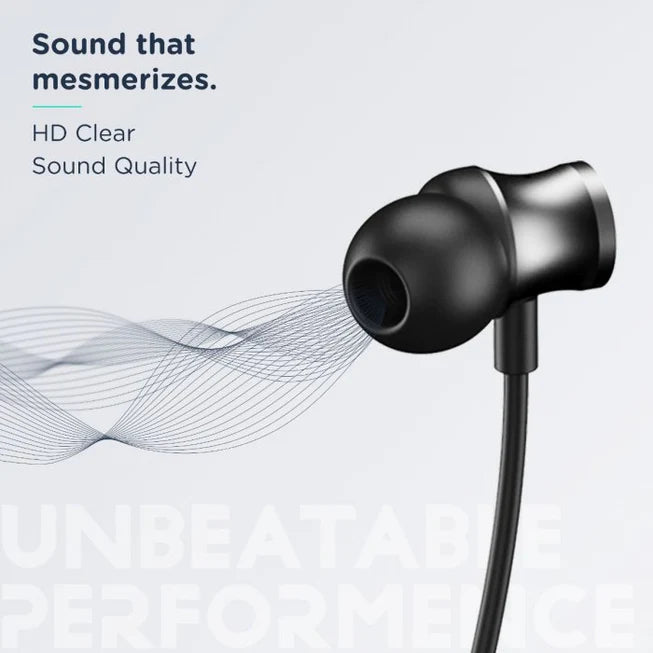 Sound that
mesmerizes.
HD Clear
Sound Quality
UNBEATABLE
PERFORMENCE